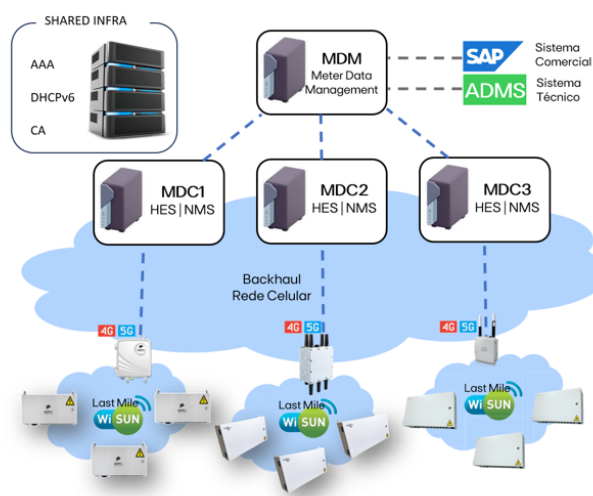 SHARED INFRA
AAA
DHCPv6
CA
MDM
Meter Data
Management
SAP
Sistema
Comercial
ADMS
Sistema
Técnico
MDC1
HES|NMS
MDC2
HES|NMS
MDC3
HES|NMS
Backhaul
Rede Celular
4G 5G
4G 5G
4G 5G
Last Mile
Wi SUN
Last Mile
Wi SUN
Last Mile
Wi SUN